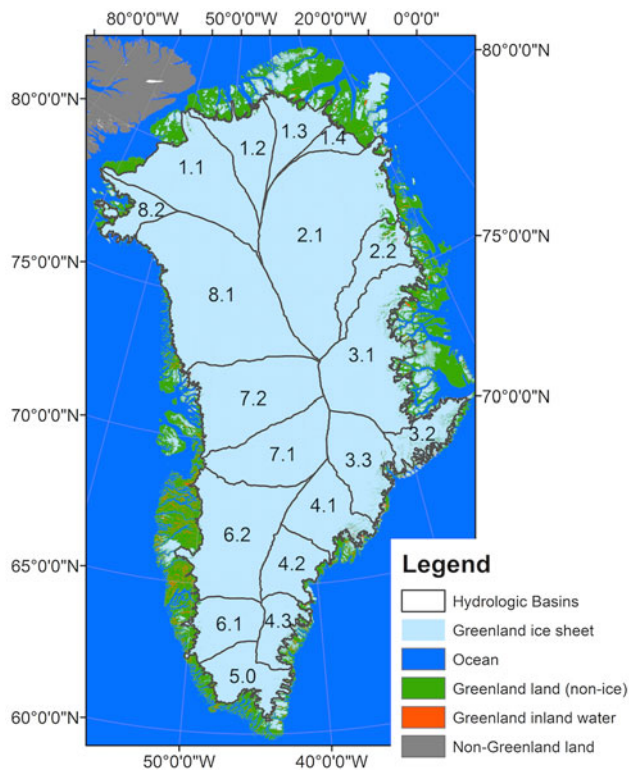 80°0'0"W 50°0'0"W 40°0'0"W 20°0'0"W 0°0'0"
80°0'0"N
80°0'0"N
1.3
1.4
1.2
1.1
8.2
2.1
75°0'0"N
2.2
75°0'0"N
8.1
3.1
70°0'0"N
7.2
70°0'0"N
3.2
7.1
3.3
4.1
6.2
65°0'0"N
4.2
6.1
4.3
5.0
60°0'0"N
50°0'0"W 40°0'0"W
Legend
Hydrologic Basins
Greenland ice sheet
Ocean
Greenland land (non-ice)
Greenland inland water
Non-Greenland land